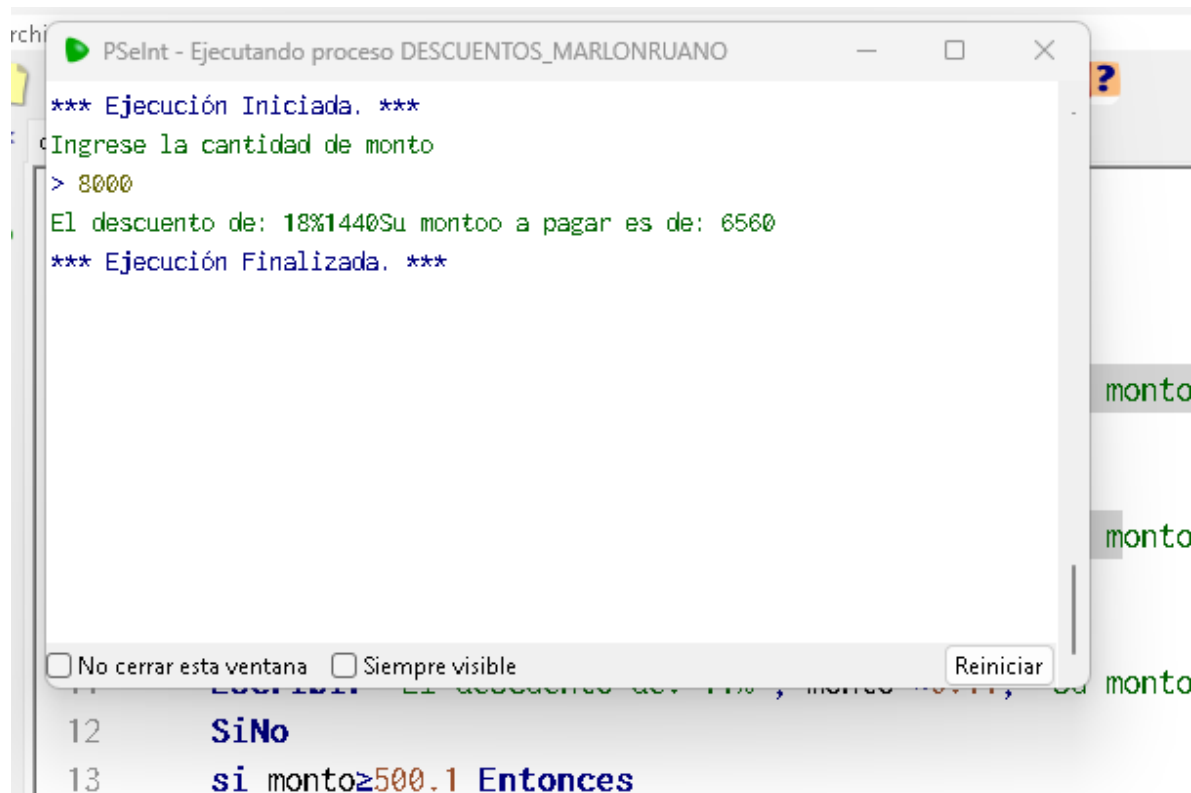 rchi
PSeInt - Ejecutando proceso DESCUENTOS_MARLONRUANO
*** Ejecución Iniciada. ***
Ingrese la cantidad de monto
> 8000
El descuento de: 18%1440Su montoo a pagar es de: 6560
*** Ejecución Finalizada. ***
monto
monto
No cerrar esta ventana Siempre visible Reiniciar
monto
12 SiNo
13 si monto≥500.1 Entonces